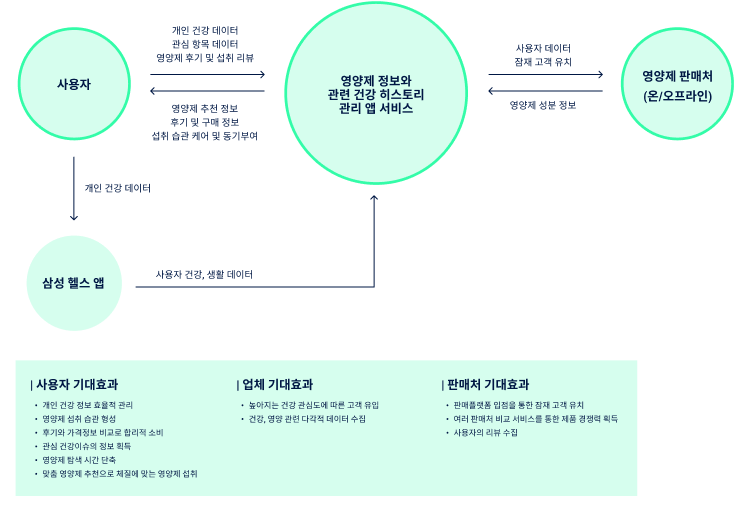 개인 건강 데이터
관심 항목 데이터
영양제 후기 및 섭취 리뷰
사용자
영양제 추천 정보
후기 및 구매 정보
섭취 습관 케어 및 동기부여
영양제 정보와
관련 건강 히스토리
관리 앱 서비스
사용자 데이터
잠재 고객 유치
영양제 성분 정보
영양제 판매처
(온/오프라인)
개인 건강 데이터
삼성 헬스 앱
사용자 건강, 생활 데이터
| 사용자 기대효과
• 개인 건강 정보 효율적 관리
• 영양제 섭취 습관 형성
• 후기와 가격정보 비교로 합리적 소비
• 관심 건강이슈의 정보 획득
• 영양제 탐색 시간 단축
• 맞춤 영양제 추천으로 체질에 맞는 영양제 섭취
| 업체 기대효과
• 높아지는 건강 관심도에 따른 고객 유입
• 건강, 영양 관련 다각적 데이터 수집
| 판매처 기대효과
• 판매플랫폼 입점을 통한 잠재 고객 유치
• 여러 판매처 비교 서비스를 통한 제품 경쟁력 획득
• 사용자의 리뷰 수집